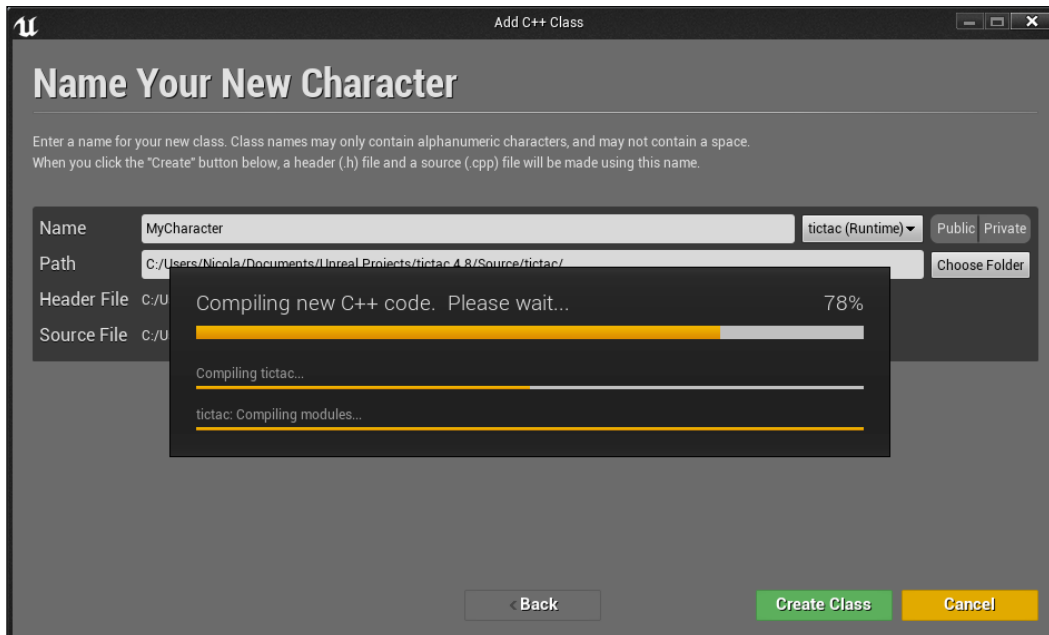 Add C++ Class
Name Your New Character
Enter a name for your new class. Class names may only contain alphanumeric characters, and may not contain a space.
When you click the "Create" button below, a header (.h) file and a source (.cpp) file will be made using this name.
Name MyCharacter tictac (Runtime) Public Private
Path C:/Users/Nicola/Documents/Unreal Projects/tictac 4.8/Source/tictac/ Choose Folder
Header File C:/U
Source File C:/U
Compiling new C++ code. Please wait... 78%
Compiling tictac...
tictac: Compiling modules...
< Back Create Class Cancel